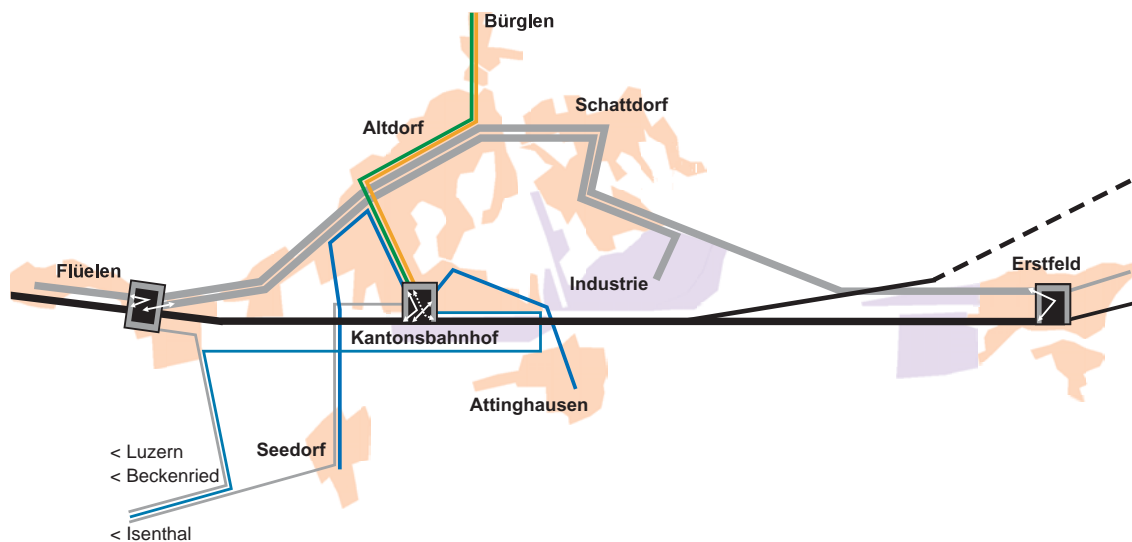 Bürglen
Schattdorf
Altdorf
Flüelen
Industrie
Erstfeld
Kantonsbahnhof
Attinghausen
Seedorf
< Luzern
< Beckenried
< Isenthal